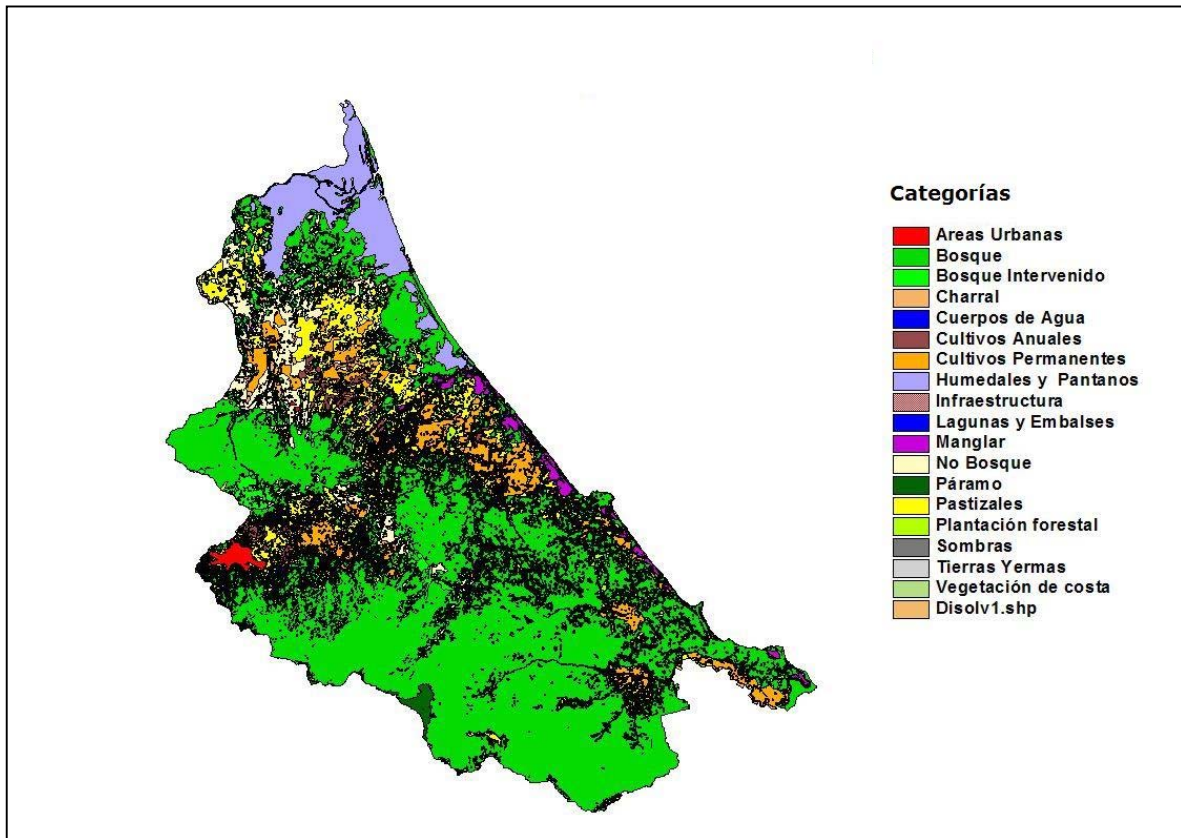 Categorías
Areas Urbanas
Bosque
Bosque Intervenido
Charral
Cuerpos de Agua
Cultivos Anuales
Cultivos Permanentes
Humedales y Pantanos
Infraestructura
Lagunas y Embalses
Manglar
No Bosque
Páramo
Pastizales
Plantación forestal
Sombras
Tierras Yermas
Vegetación de costa
Disolv1.shp